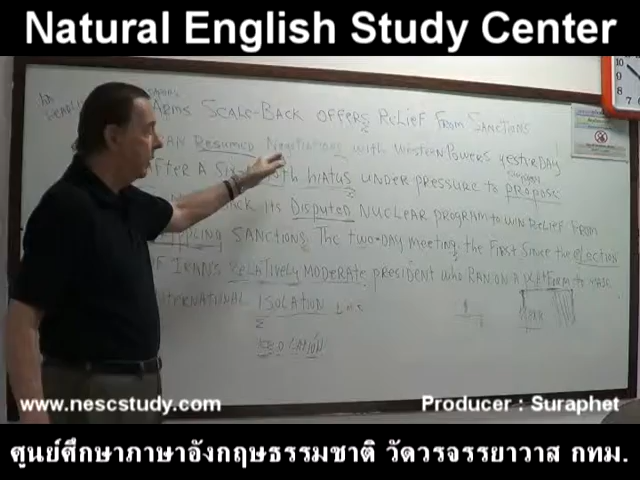 Natural English Study Center
Arms Scale-Back offers Relief From Sanctions
Resumed Negotiations with Western Powers yesterday
After A Six hiatus under pressure to propose
Back its Disputed Nuclear program to win Relief From
Sanctions. The two-day meeting, the First Since the election
of Iran's Relatively Moderate president who Ran on a platform to
Isolation
www.nescstudy.com
Producer : Suraphet
ศูนย์ศึกษาภาษาอังกฤษธรรมชาติ วัดวรจรรยาวาส กทม.